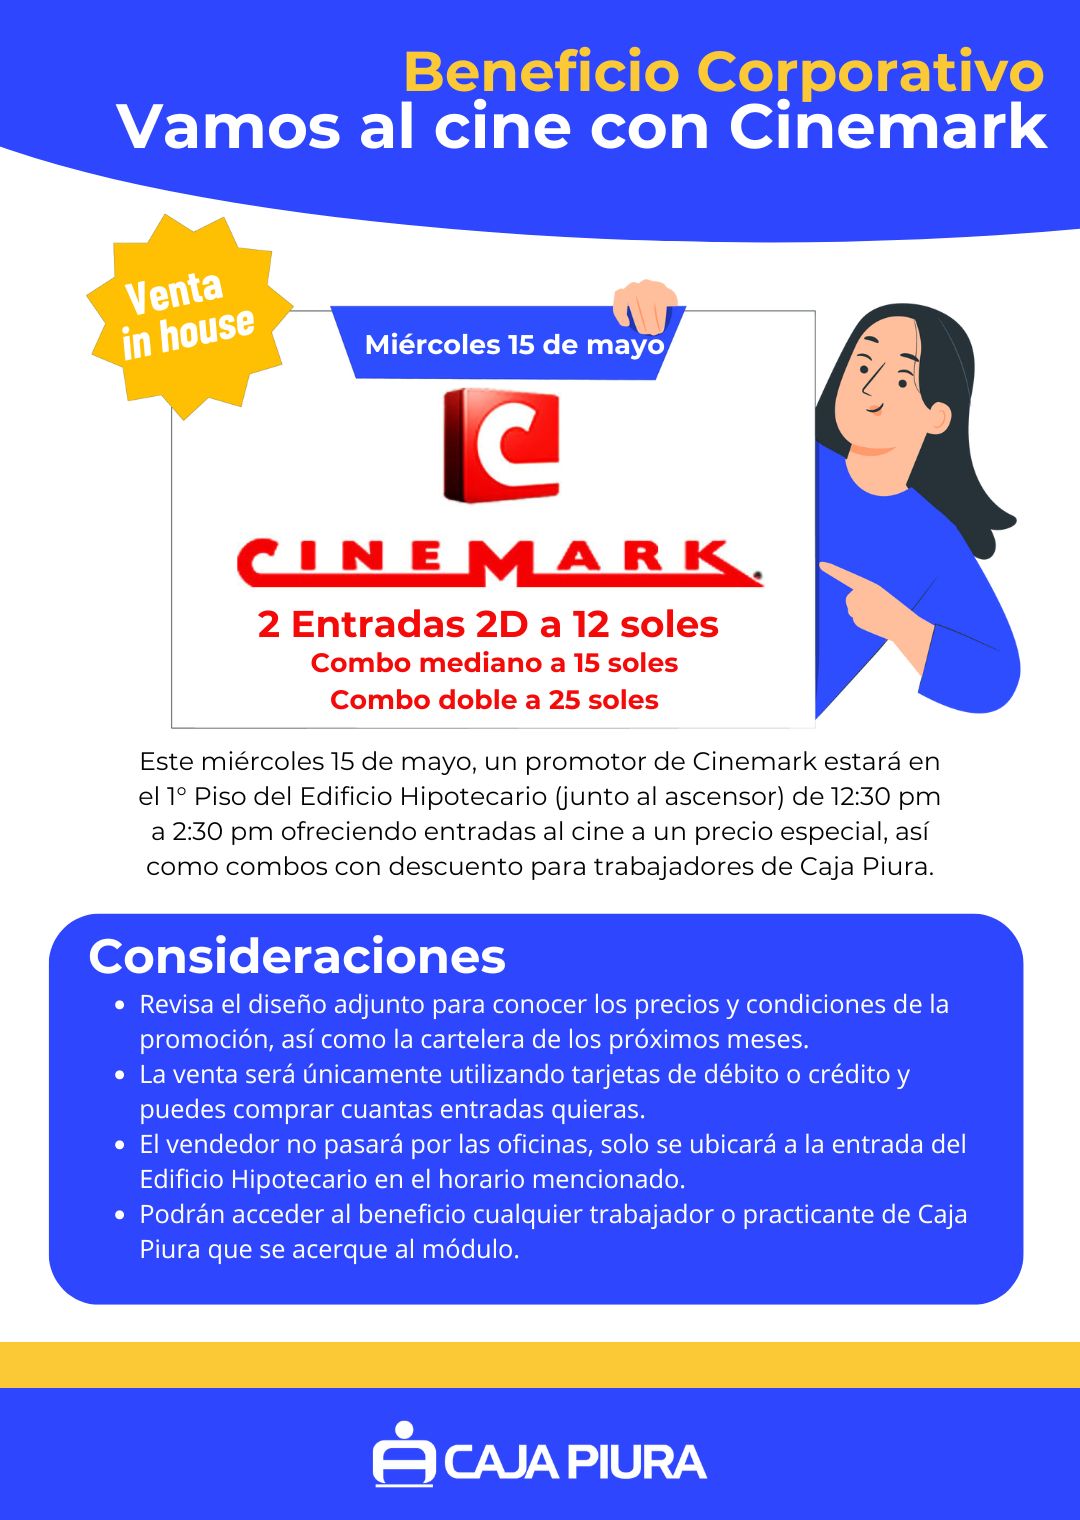 Beneficio Corporativo
Vamos al cine con Cinemark
Venta
in house
Miércoles 15 de mayo
C
CINEMARK.
2 Entradas 2D a 12 soles
Combo mediano a 15 soles
Combo doble a 25 soles
Este miércoles 15 de mayo, un promotor de Cinemark estará en
el 1° Piso del Edificio Hipotecario (junto al ascensor) de 12:30 pm
a 2:30 pm ofreciendo entradas al cine a un precio especial, así
como combos con descuento para trabajadores de Caja Piura.
Consideraciones
• Revisa el diseño adjunto para conocer los precios y condiciones de la
promoción, así como la cartelera de los próximos meses.
• La venta será únicamente utilizando tarjetas de débito o crédito y
puedes comprar cuantas entradas quieras.
• El vendedor no pasará por las oficinas, solo se ubicará a la entrada del
Edificio Hipotecario en el horario mencionado.
• Podrán acceder al beneficio cualquier trabajador o practicante de Caja
Piura que se acerque al módulo.
CAJA PIURA